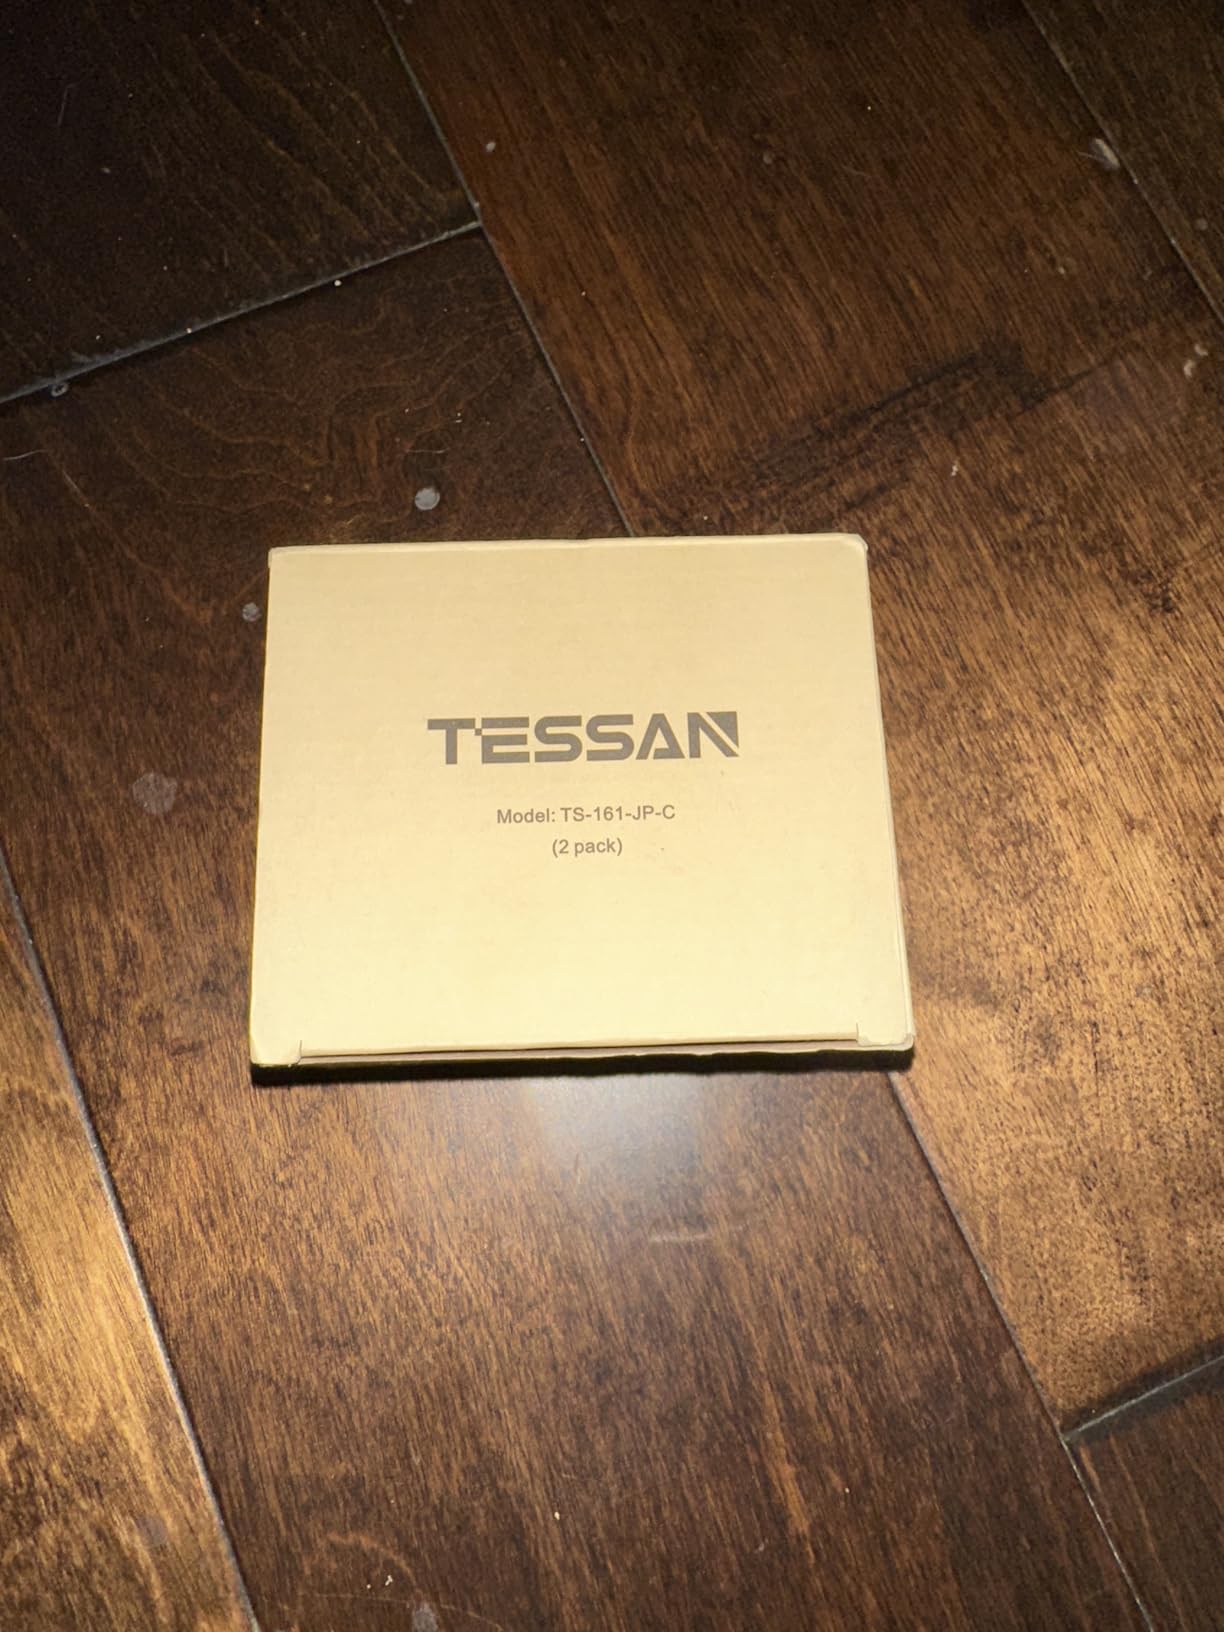 TESSAN
Model: TS-161-JP-C
(2 pack)